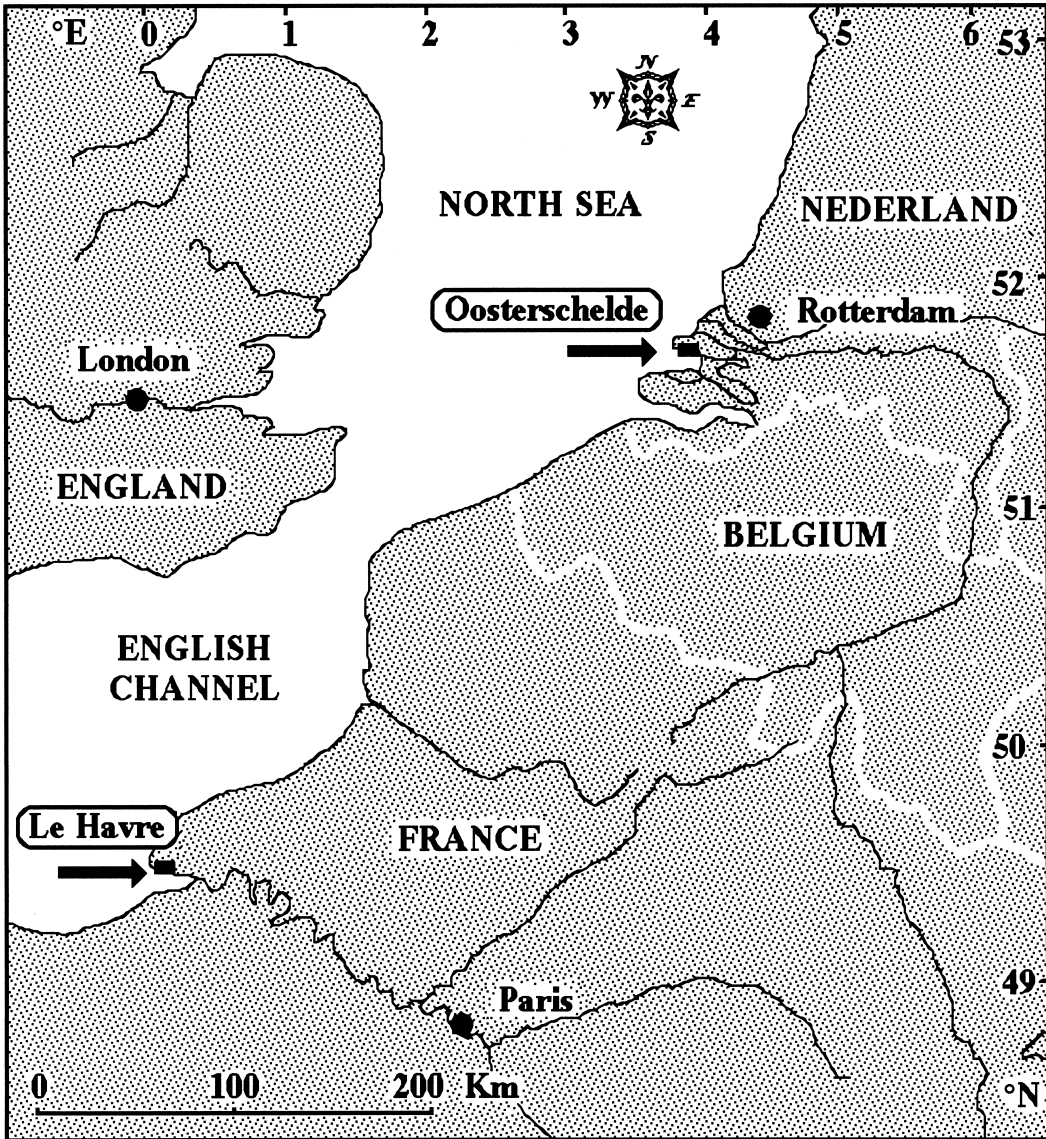 °E 0 1 2 3 4 5 6 53
N
W E
S
NORTH SEA
NEDERLAND
52
Oosterschelde
Rotterdam
London
ENGLAND
51
BELGIUM
ENGLISH
CHANNEL
50
Le Havre
FRANCE
49
Paris
0 100 200 Km
°N